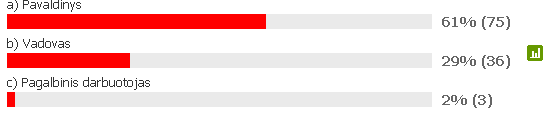 a) Pavaldinys
61% (75)
b) Vadovas
29% (36)
c) Pagalbinis darbuotojas
2% (3)